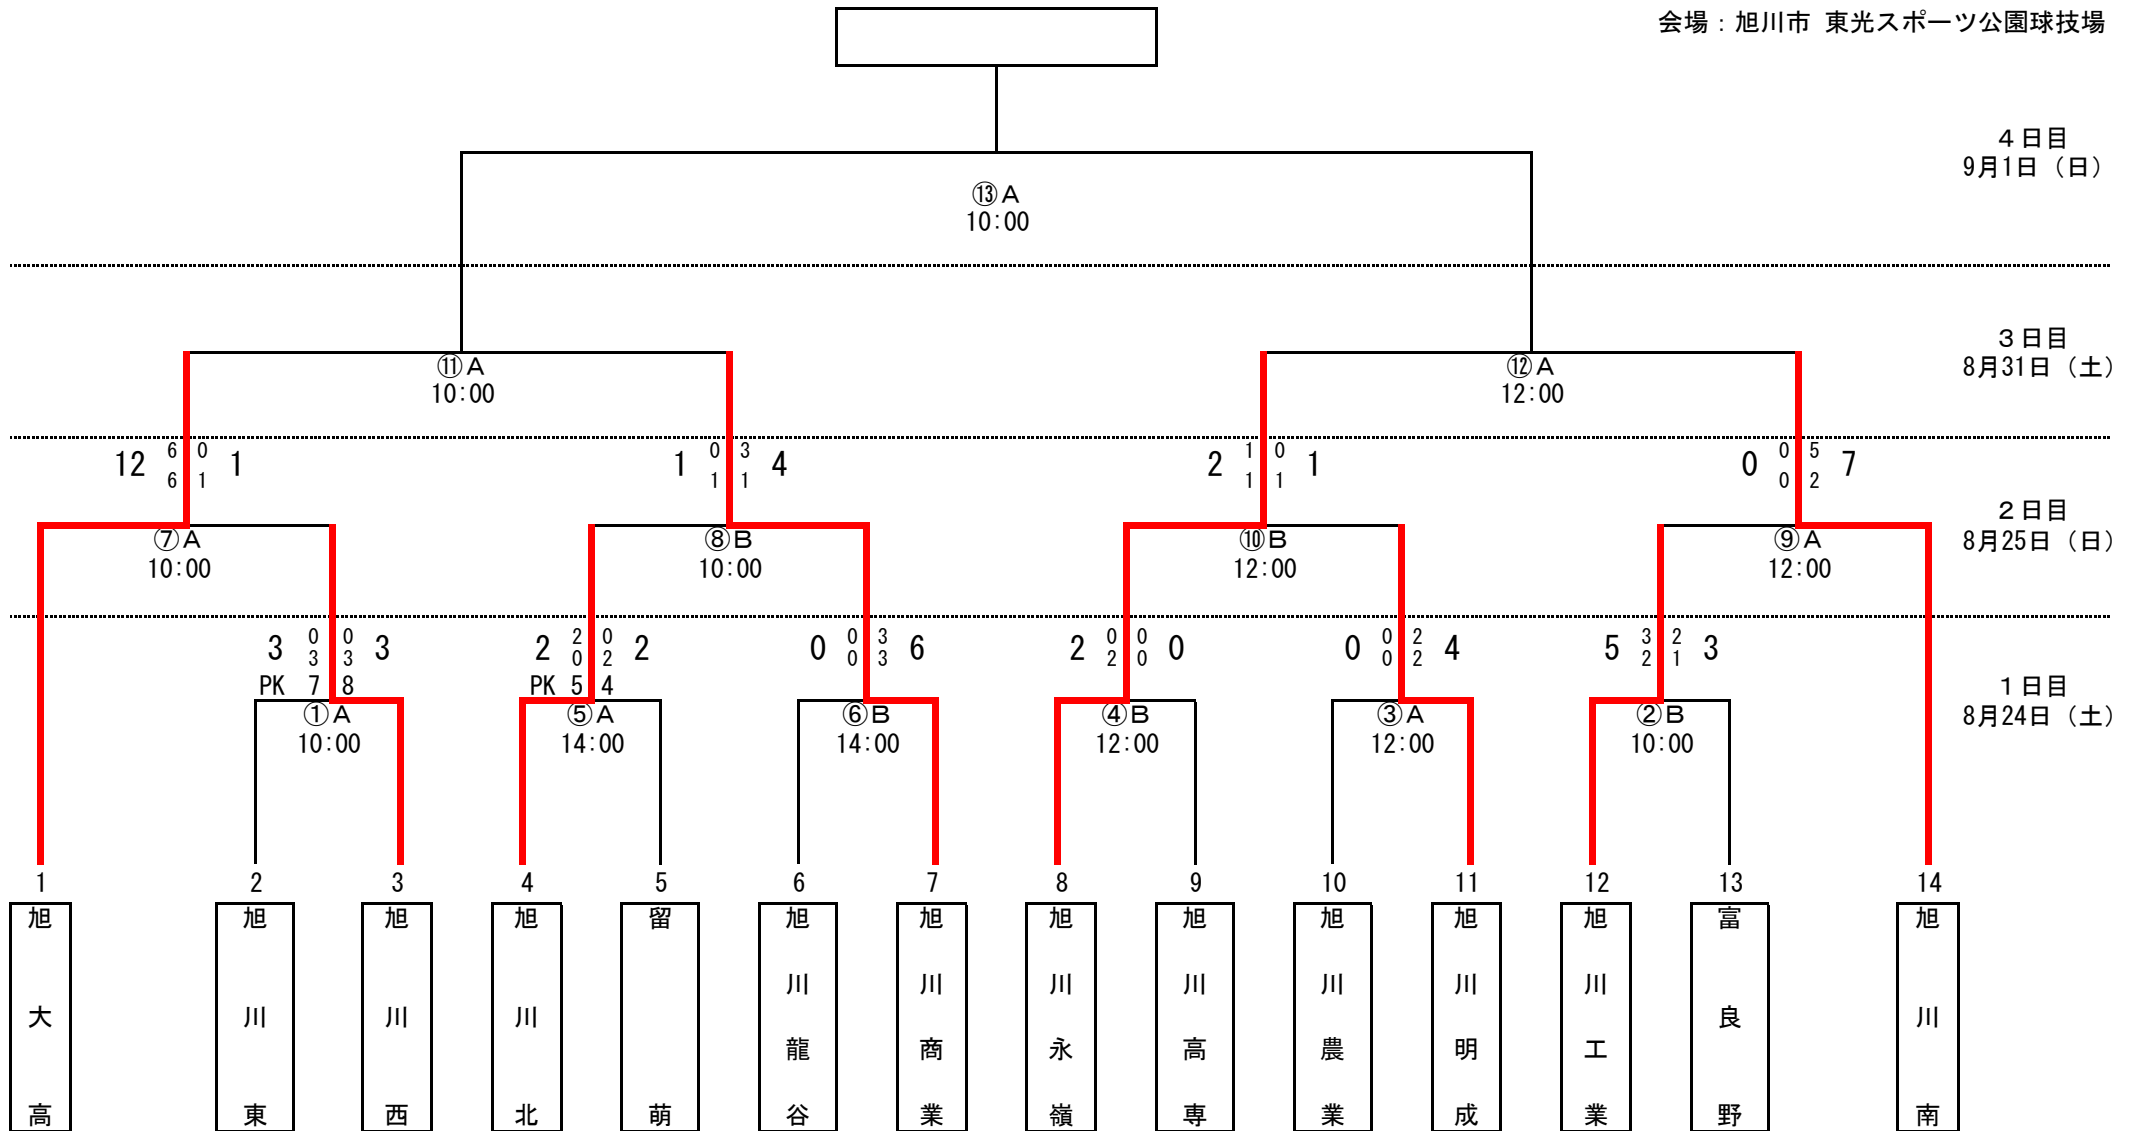 会場：旭川市 東光スポーツ公園球技場
4日目
9月1日（日）
⑬A
10:00
3日目
8月31日（土）
⑪A
10:00
⑫A
12:00
12 6 0 1
6 1
1 0 3 4
1 1
2 1 0 1
1 1
0 0 5 7
0 2
2日目
8月25日（日）
⑦A
10:00
⑧B
10:00
⑩B
12:00
⑨A
12:00
3 0 0 3
3 3
PK 7 8
2 2 0 2
0 2
PK 5 4
0 0 3 6
0 3
2 0 0 0
2 0
0 0 2 4
0 2
5 3 2 3
2 1
1日目
8月24日（土）
①A
10:00
⑤A
14:00
⑥B
14:00
④B
12:00
③A
12:00
②B
10:00
1 2 3 4 5 6 7 8 9 10 11 12 13 14
旭大高
旭川東
旭川西
旭川北
留萌
旭川龍谷
旭川商業
旭川永嶺
旭川高専
旭川農業
旭川明成
旭川工業
富良野
旭川南